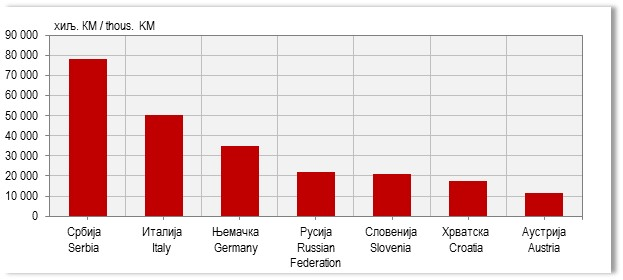 хиљ. КМ / thous. KM
90 000
80 000
70 000
60 000
50 000
40 000
30 000
20 000
10 000
0
Србија Италија Њемачка Русија Словенија Хрватска Аустрија
Serbia Italy Germany Russian Slovenia Croatia Austria
Federation